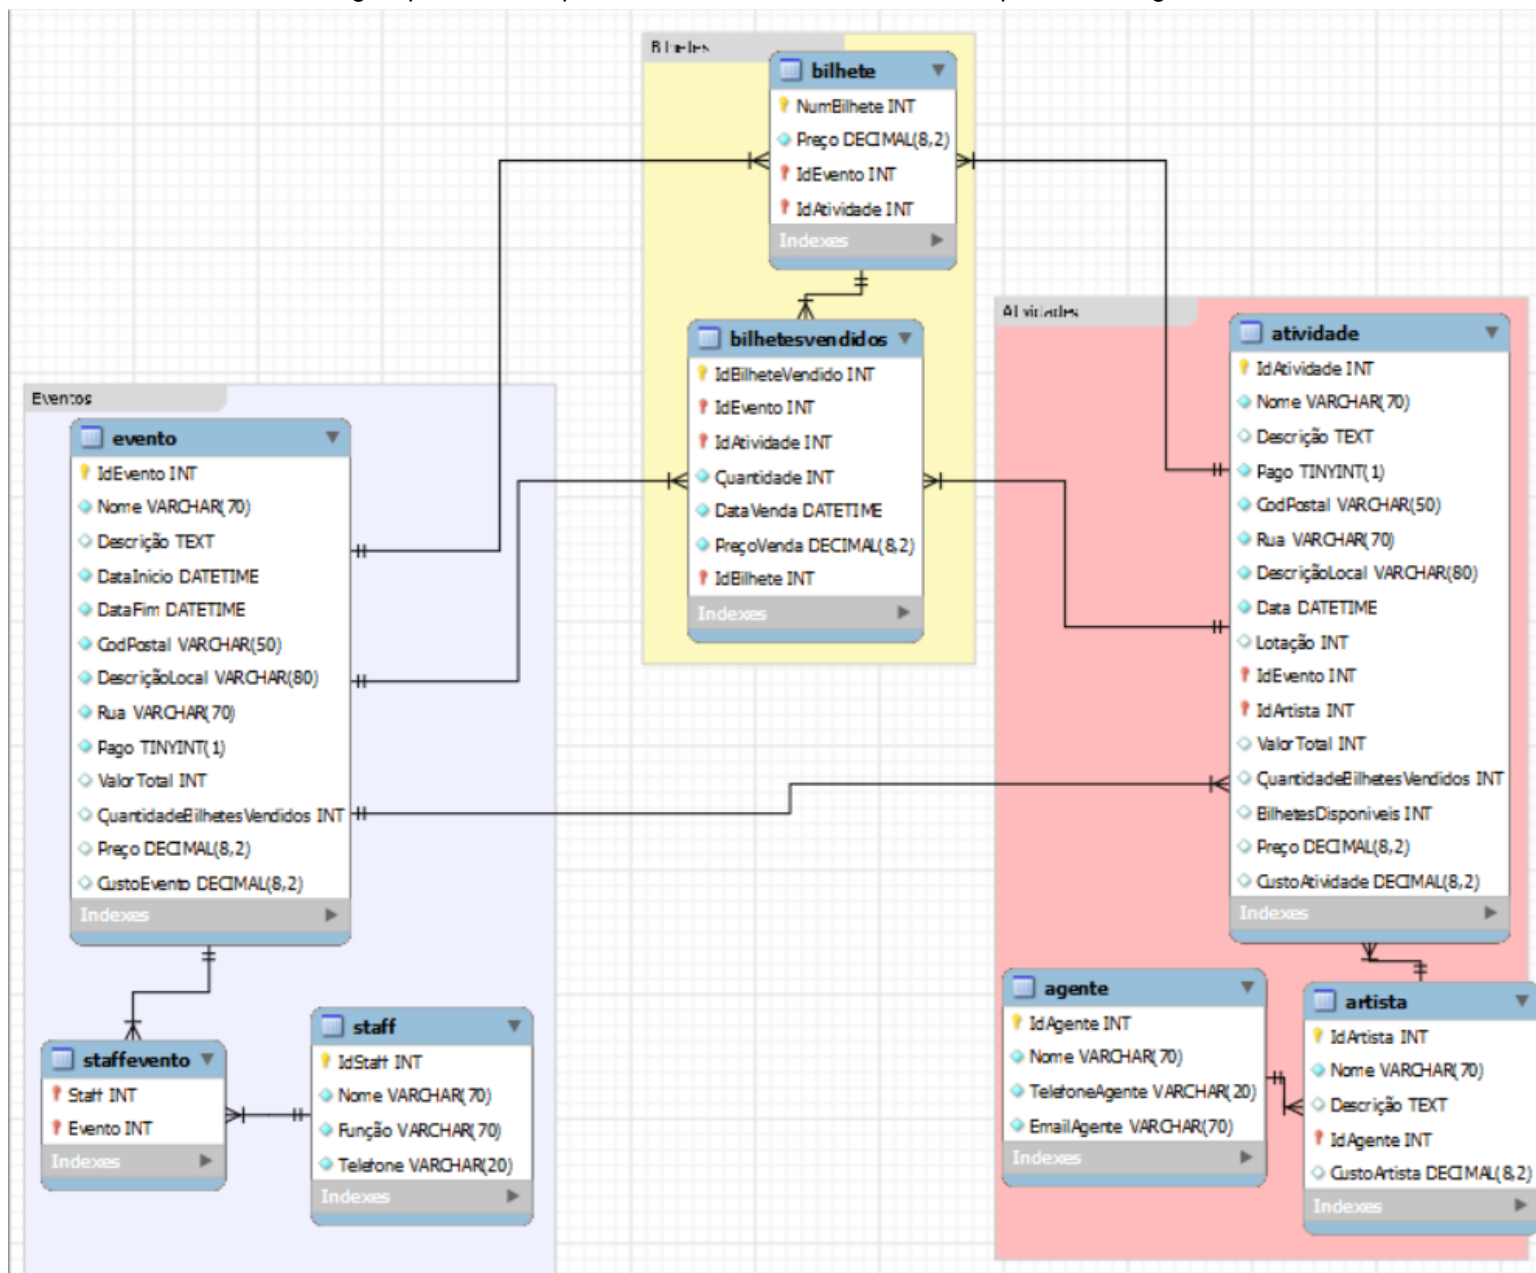 Bilhetes
bilhete
NumBilhete INT
Preço DECIMAL(8,2)
IdEvento INT
IdAtividade INT
Indexes
bilhetesvendidos
IdBilheteVendido INT
IdEvento INT
IdAtividade INT
Quantidade INT
DataVenda DATETIME
PreçoVenda DECIMAL(8,2)
IdBilhete INT
Indexes
Eventos
evento
IdEvento INT
Nome VARCHAR(70)
Descrição TEXT
DataInicio DATETIME
DataFim DATETIME
CodPostal VARCHAR(50)
DescriçãoLocal VARCHAR(80)
Rua VARCHAR(70)
Pago TINYINT(1)
ValorTotal INT
QuantidadeBilhetesVendidos INT
Preço DECIMAL(8,2)
CustoEvento DECIMAL(8,2)
Indexes
staffevento
Staff INT
Evento INT
Indexes
staff
IdStaff INT
Nome VARCHAR(70)
Função VARCHAR(70)
Telefone VARCHAR(20)
Indexes
Atividades
atividade
IdAtividade INT
Nome VARCHAR(70)
Descrição TEXT
Pago TINYINT(1)
CodPostal VARCHAR(50)
Rua VARCHAR(70)
DescriçãoLocal VARCHAR(80)
Data DATETIME
Lotação INT
IdEvento INT
IdArtista INT
ValorTotal INT
QuantidadeBilhetesVendidos INT
BilhetesDisponiveis INT
Preço DECIMAL(8,2)
CustoAtividade DECIMAL(8,2)
Indexes
agente
IdAgente INT
Nome VARCHAR(70)
TelefoneAgente VARCHAR(20)
EmailAgente VARCHAR(70)
Indexes
artista
IdArtista INT
Nome VARCHAR(70)
Descrição TEXT
IdAgente INT
CustoArtista DECIMAL(8,2)
Indexes